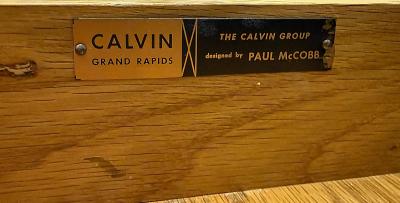 CALVIN
GRAND RAPIDS
THE CALVIN GROUP
designed by PAUL McCOBB